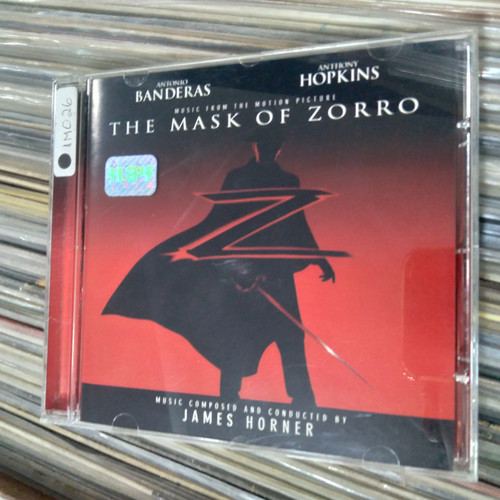 ANTONIO
BANDERAS
ANTHONY
HOPKINS
MUSIC FROM THE MOTION PICTURE
THE MASK OF ZORRO
Z
MUSIC COMPOSED AND CONDUCTED BY
JAMES HORNER